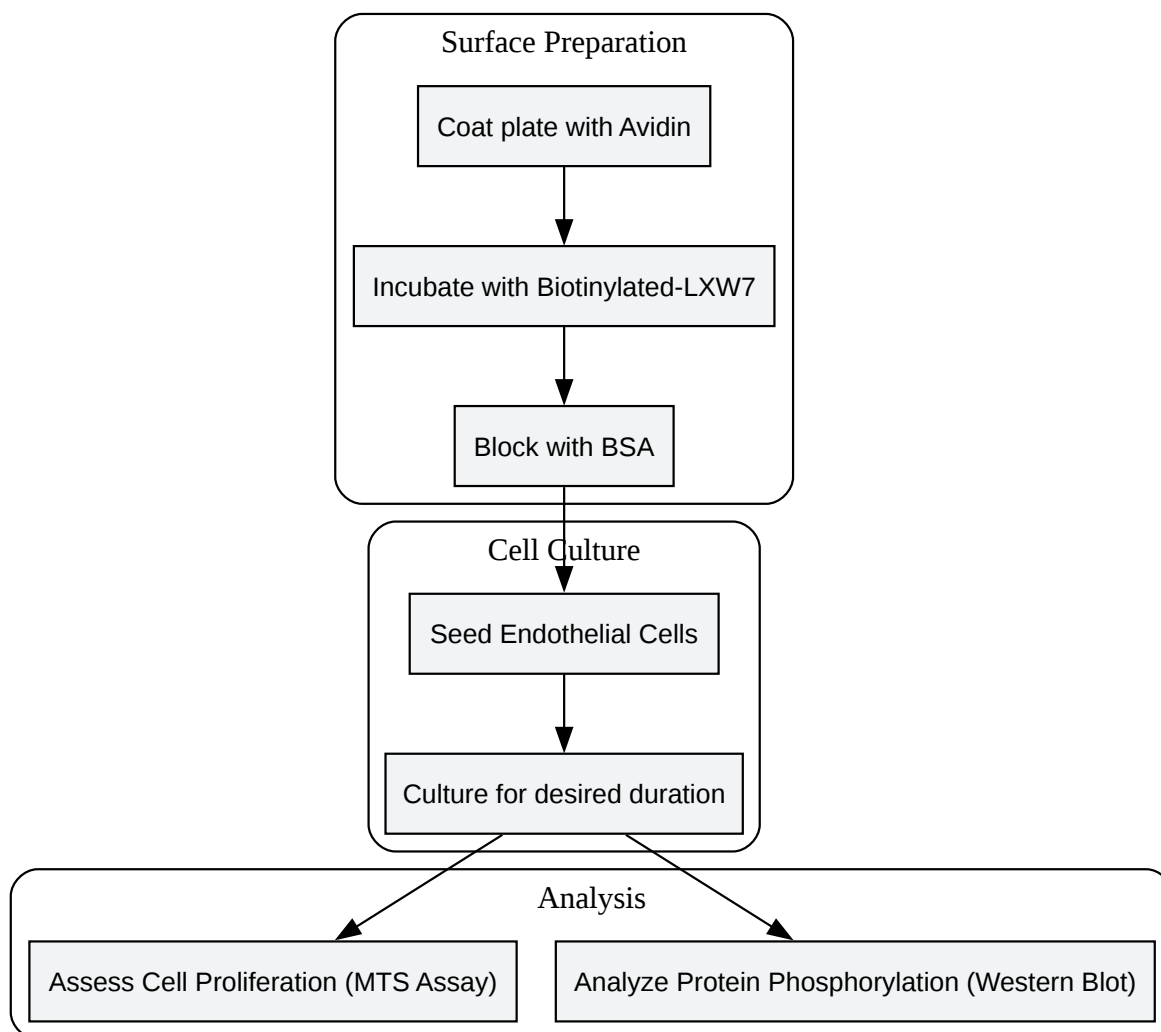 Surface Preparation
Coat plate with Avidin
Incubate with Biotinylated-LXW7
Block with BSA
Cell Culture
Seed Endothelial Cells
Culture for desired duration
Analysis
Assess Cell Proliferation (MTS Assay)
Analyze Protein Phosphorylation (Western Blot)